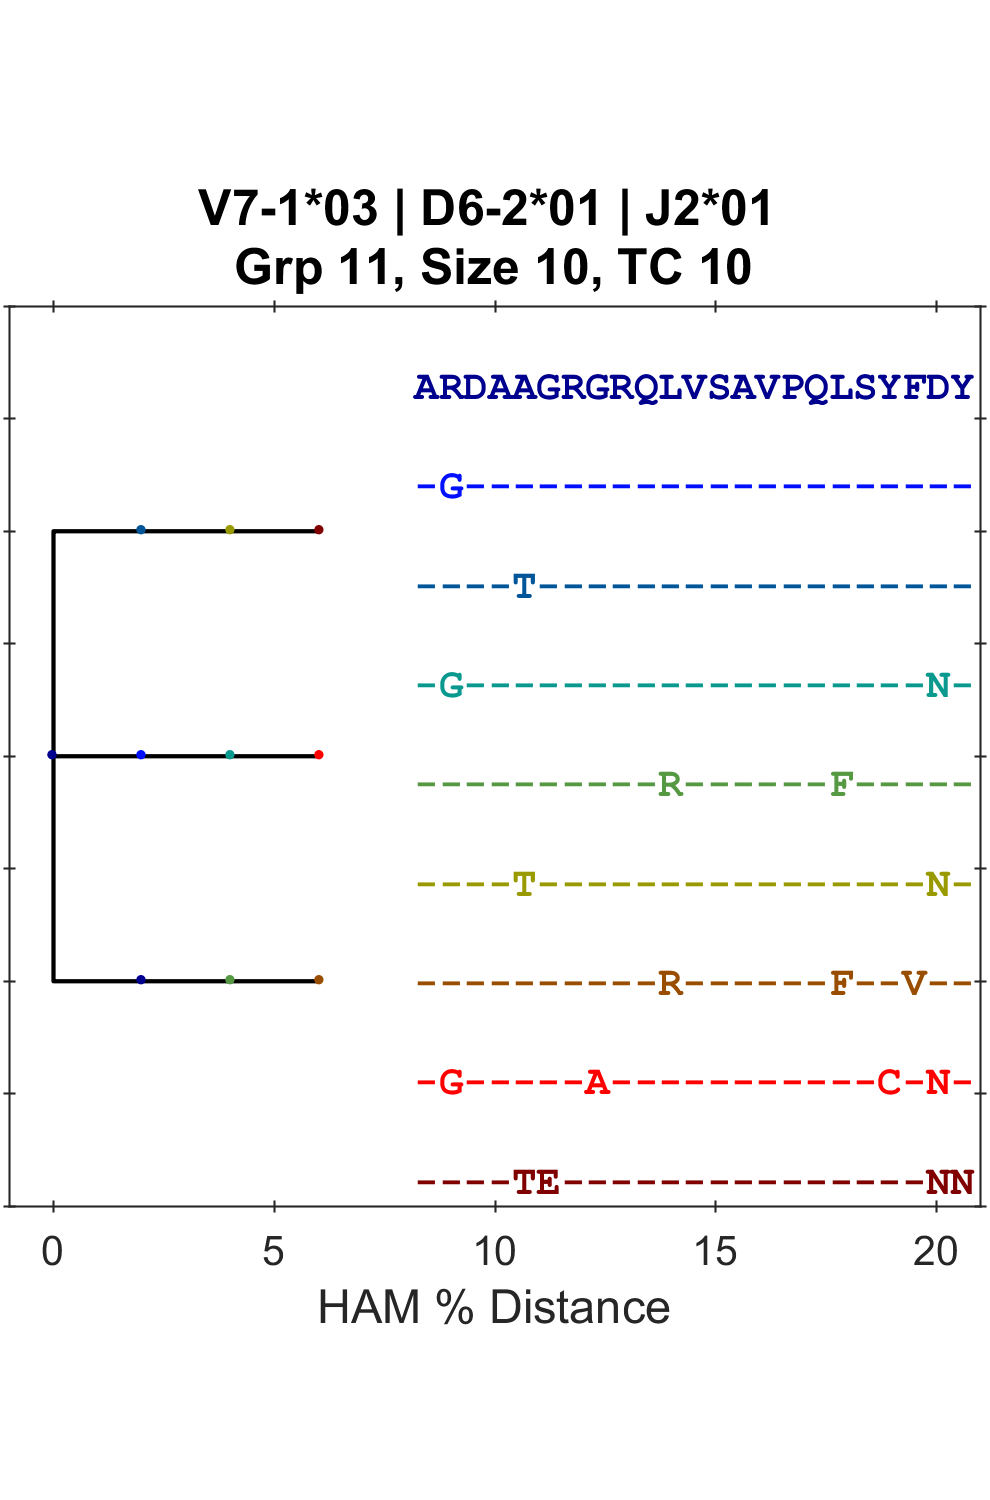 V7-1*03 | D6-2*01 | J2*01
Grp 11, Size 10, TC 10
ARDAAGRGRQLVSAVPQLSYFDY
-G---------------------
----T------------------
-G-------------------N-
----------R------F-----
----T----------------N-
----------R------F--V--
-G-----A-----------C-N-
----TE---------------NN
0 5 10 15 20
HAM % Distance